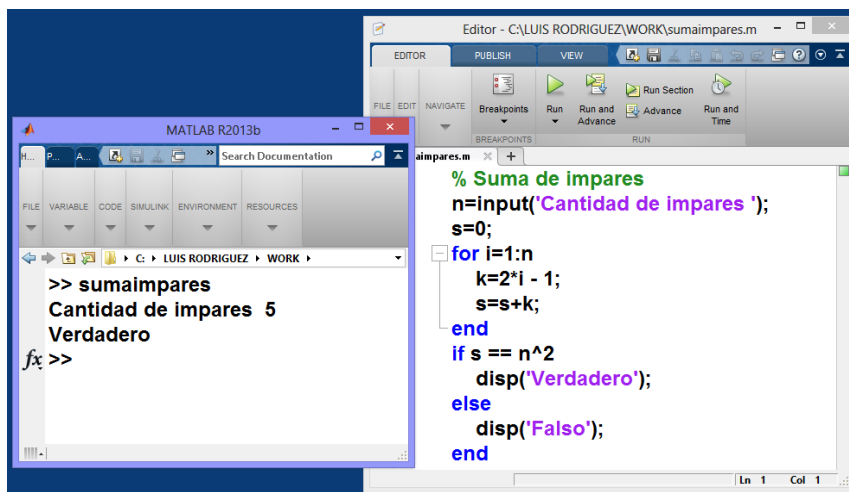 Editor - C:\LUIS RODRIGUEZ\WORK\sumaimpares.m
EDITOR PUBLISH VIEW
FILE EDIT NAVIGATE Breakpoints Run Run and Advance Run Section Advance Run and Time
BREAKPOINTS RUN
aimpares.m
% Suma de impares
n=input('Cantidad de impares ');
s=0;
for i=1:n
k=2*i - 1;
s=s+k;
end
if s == n^2
disp('Verdadero');
else
disp('Falso');
end
Ln 1 Col 1
MATLAB R2013b
H... P... A... » Search Documentation
FILE VARIABLE CODE SIMULINK ENVIRONMENT RESOURCES
C: LUIS RODRIGUEZ WORK
>> sumaimpares
Cantidad de impares 5
Verdadero
fx >>